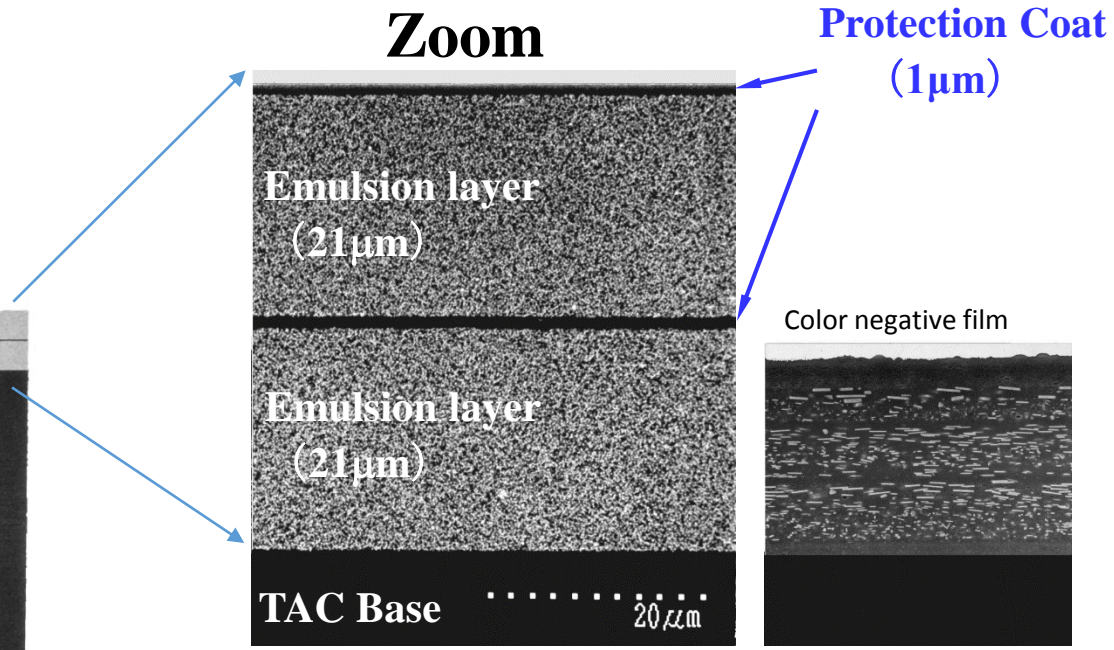 Zoom
Protection Coat
（1μm）
Emulsion layer
（21μm）
Color negative film
Emulsion layer
（21μm）
TAC Base
20μm